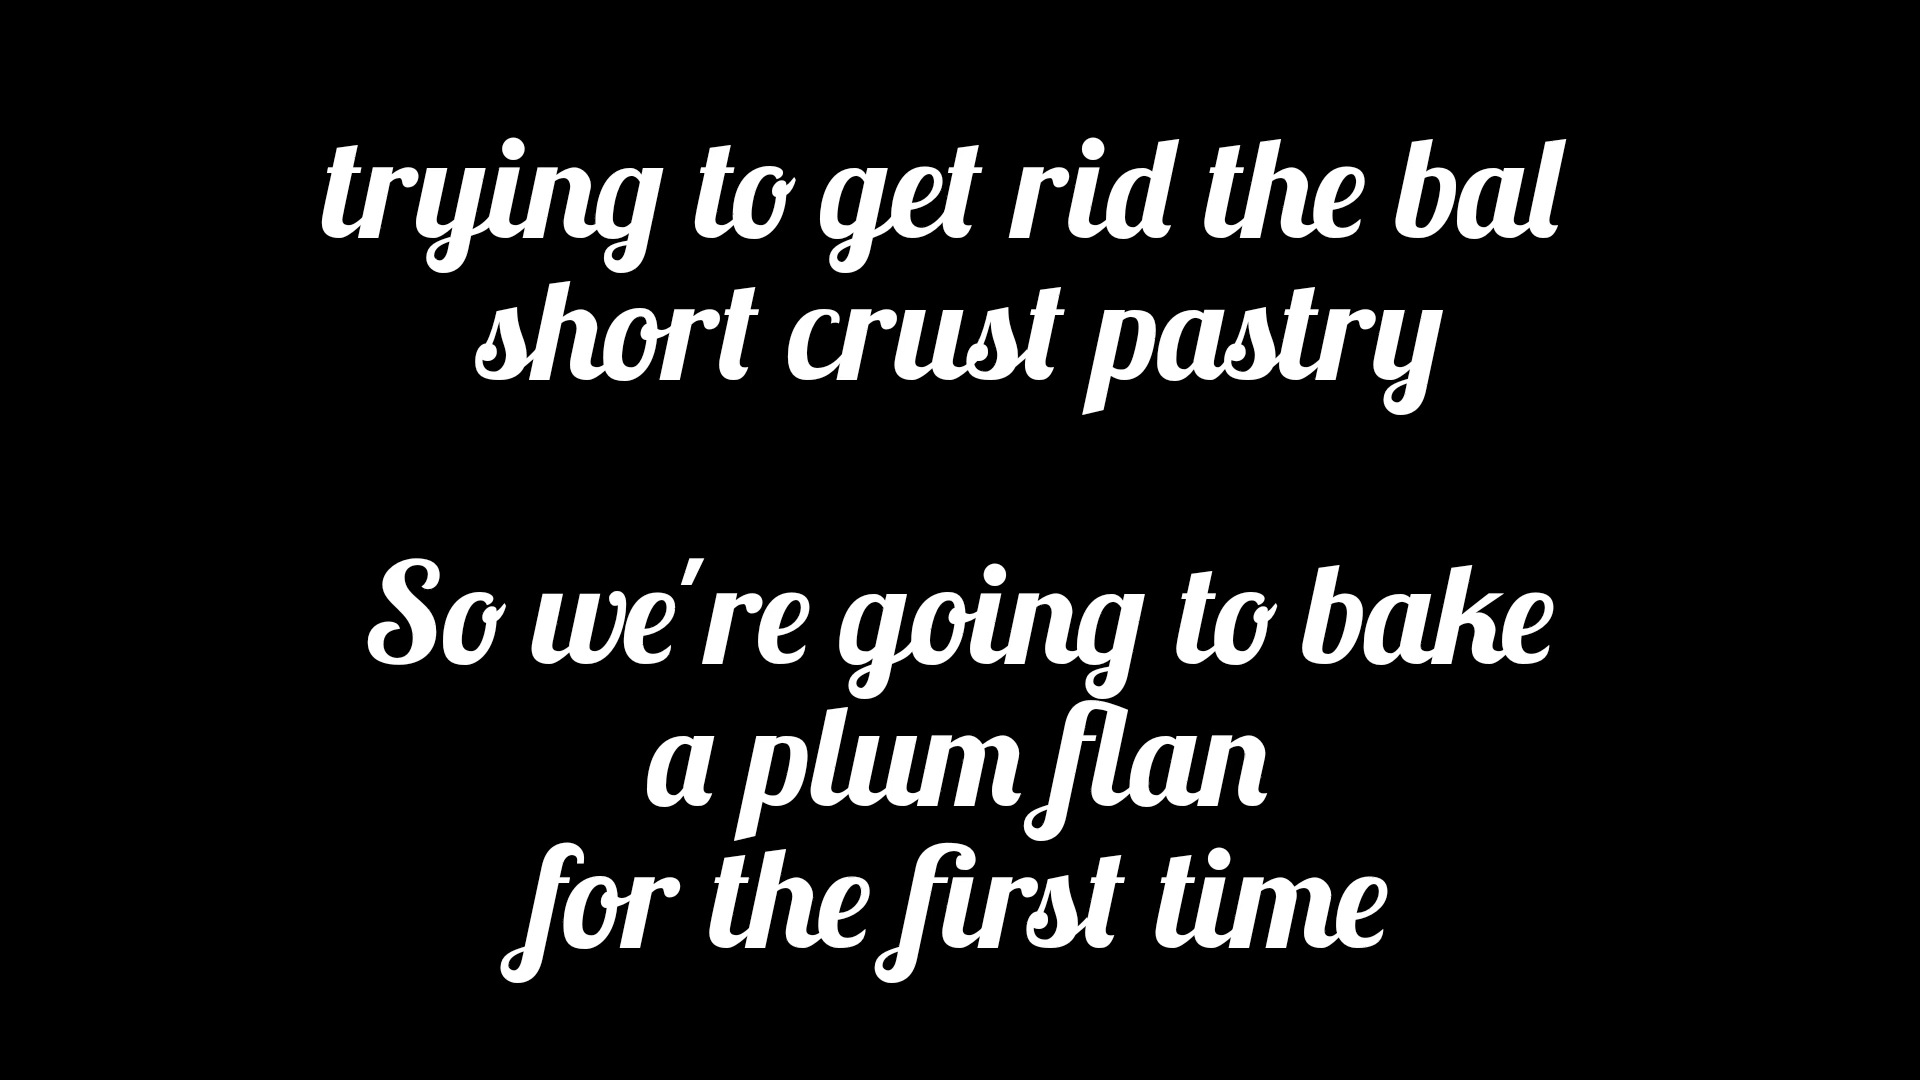 trying to get rid the bal
short crust pastry
So we're going to bake
a plum flan
for the first time